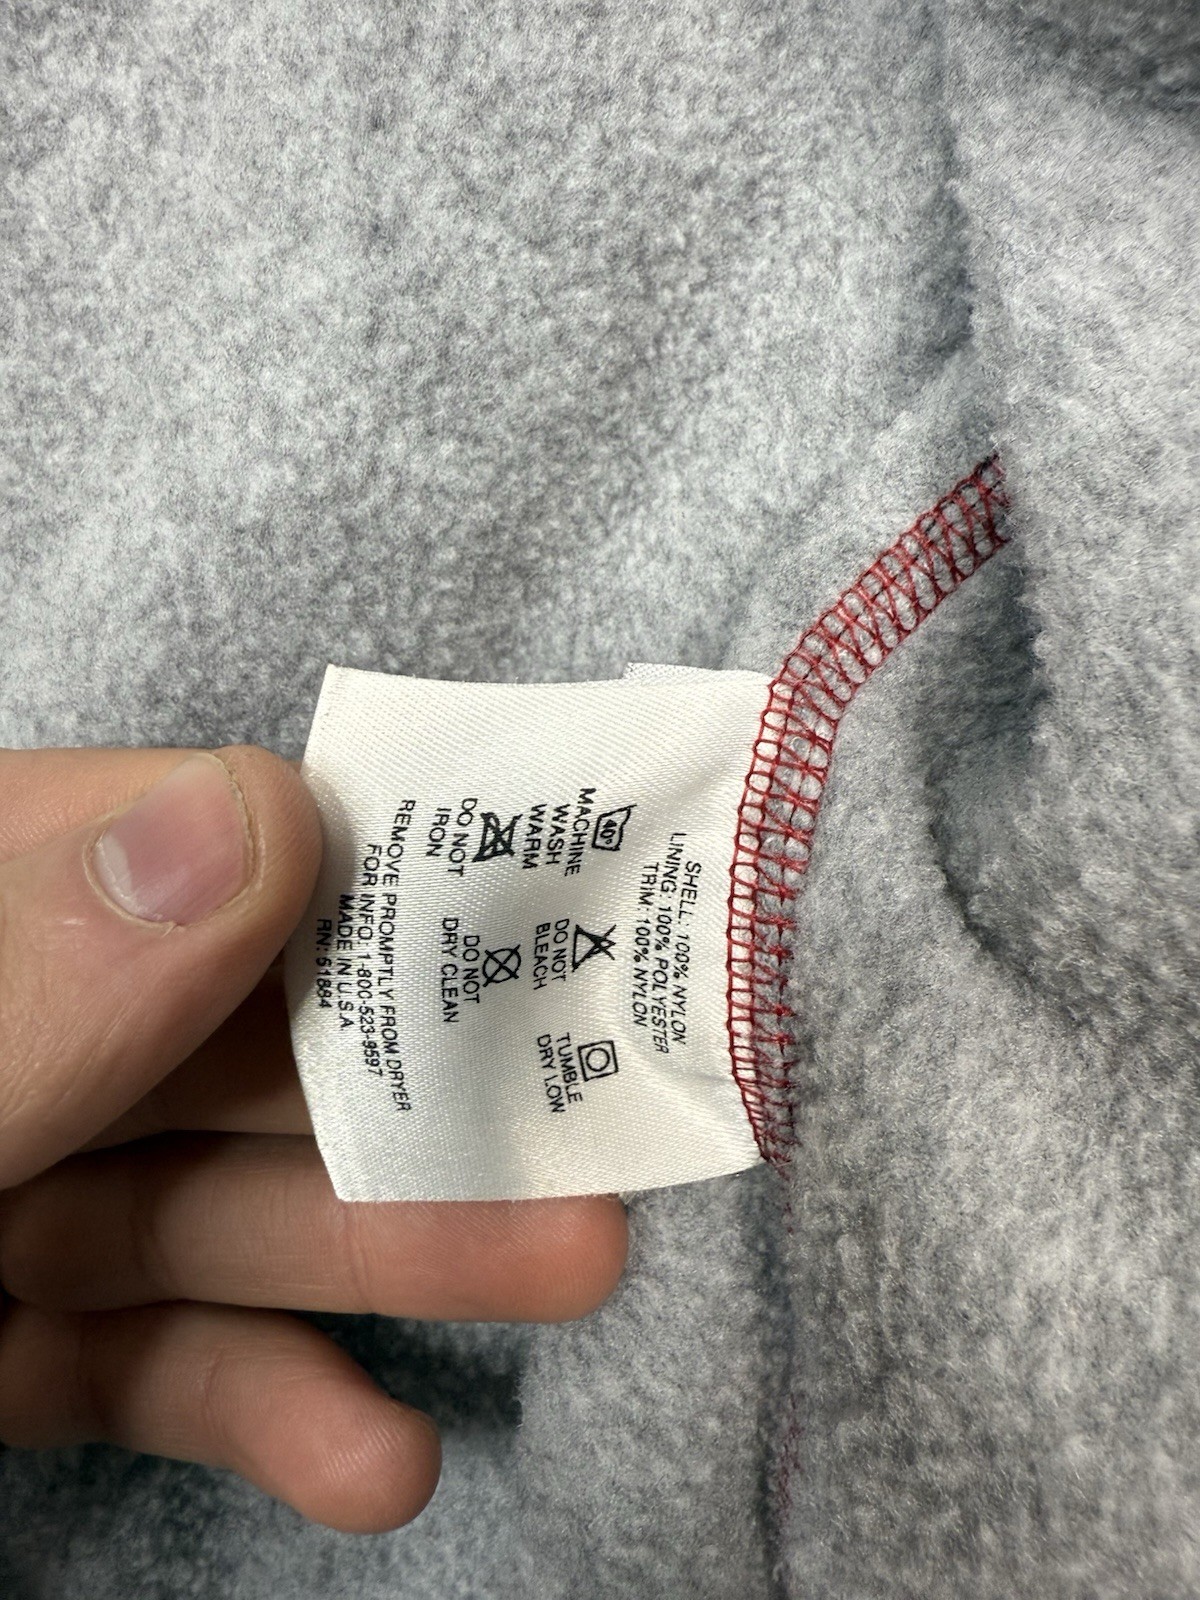 SHELL: 100% NYLON
LINING: 100% POLYESTER
TRIM: 100% NYLON
40°
MACHINE
WASH
WARM
DO NOT
BLEACH
TUMBLE
DRY LOW
DO NOT
IRON
DO NOT
DRY CLEAN
REMOVE PROMPTLY FROM DRYER
FOR INFO: 1-800-523-9597
MADE IN U.S.A.
RN: 51884